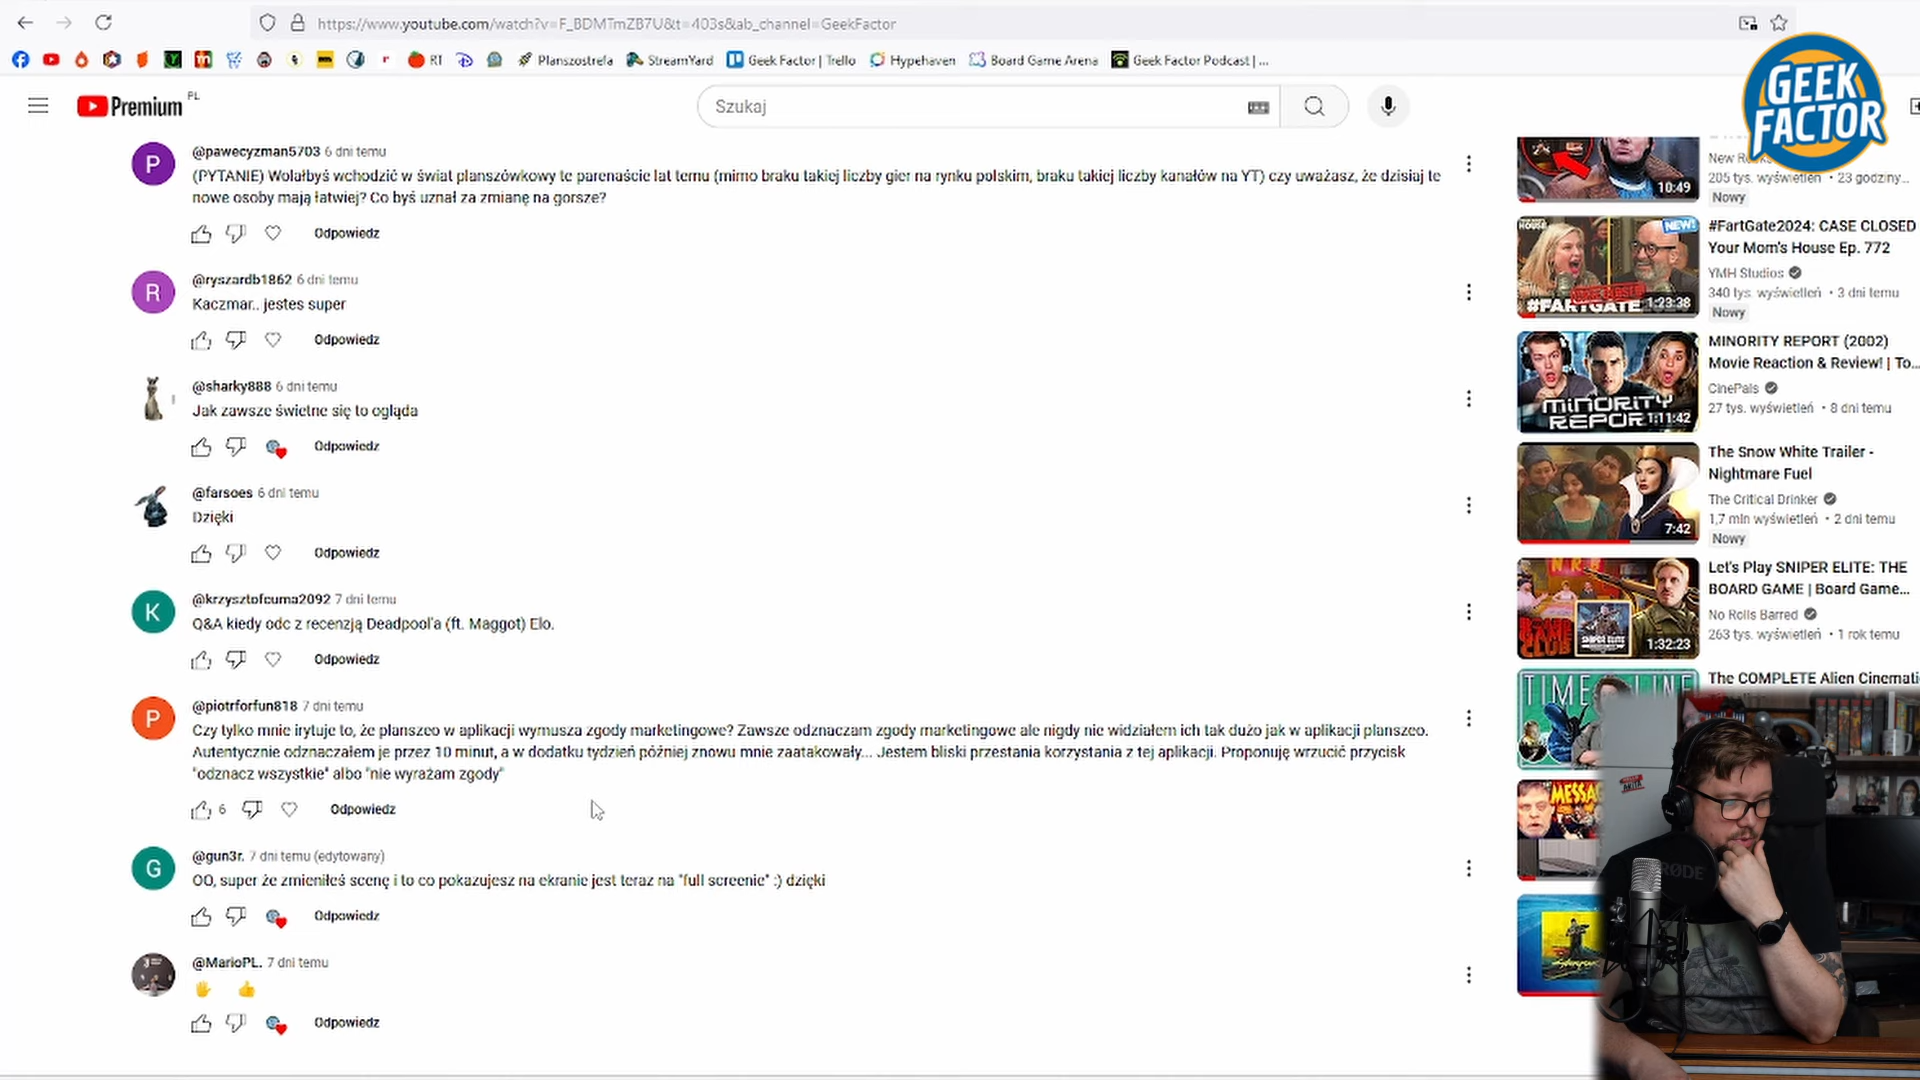 https://www.youtube.com/watch?v=F_BDMTmZB7U&t=403s&ab_channel=GeekFactor
RT
Planszostrefa
StreamYard
Geek Factor | Trello
Hypehaven
Board Game Arena
Geek Factor Podcast | ...
GEEK
FACTOR
Premium PL
Szukaj
@pawecyzman5703 6 dni temu
(PYTANIE) Wolałbyś wchodzić w świat planszówkowy te parenaście lat temu (mimo braku takiej liczby gier na rynku polskim, braku takiej liczby kanałów na YT) czy uważasz, że dzisiaj te
nowe osoby mają łatwiej? Co byś uznał za zmianę na gorsze?
Odpowiedz
@ryszardb1862 6 dni temu
Kaczmar.. jestes super
Odpowiedz
@sharky888 6 dni temu
Jak zawsze świetne się to ogląda
Odpowiedz
@farsoes 6 dni temu
Dzięki
Odpowiedz
@krzysztofcuma2092 7 dni temu
Q&A kiedy odc z recenzją Deadpool'a (ft. Maggot) Elo.
Odpowiedz
@piotrforfun818 7 dni temu
Czy tylko mnie irytuje to, że planszeo w aplikacji wymusza zgody marketingowe? Zawsze odznaczam zgody marketingowe ale nigdy nie widziałem ich tak dużo jak w aplikacji planszeo.
Autentycznie odznaczałem je przez 10 minut, a w dodatku tydzień później znowu mnie zaatakowały... Jestem bliski przestania korzystania z tej aplikacji. Proponuję wrzucić przycisk
"odznacz wszystkie" albo "nie wyrażam zgody"
6 Odpowiedz
@gun3r. 7 dni temu (edytowany)
OO, super że zmieniłeś scenę i to co pokazujesz na ekranie jest teraz na "full screenie" :) dzięki
Odpowiedz
@MarioPL. 7 dni temu
🖐 👍
Odpowiedz
10:49
205 tys. wyświetleń • 23 godziny...
Nowy
HOUSE
NEW!
#FARTGATE
1:23:38
#FartGate2024: CASE CLOSED
Your Mom's House Ep. 772
YMH Studios
340 tys. wyświetleń • 3 dni temu
Nowy
MINORITY
REPOR
1:11:42
MINORITY REPORT (2002)
Movie Reaction & Review! | To...
CinePals
27 tys. wyświetleń • 8 dni temu
7:42
The Snow White Trailer -
Nightmare Fuel
The Critical Drinker
1,7 mln wyświetleń • 2 dni temu
Nowy
SNIPER ELITE
1:32:23
Let's Play SNIPER ELITE: THE
BOARD GAME | Board Game...
No Rolls Barred
263 tys. wyświetleń • 1 rok temu
TIMELINE
The COMPLETE Alien Cinemati
MESSA
RØDE